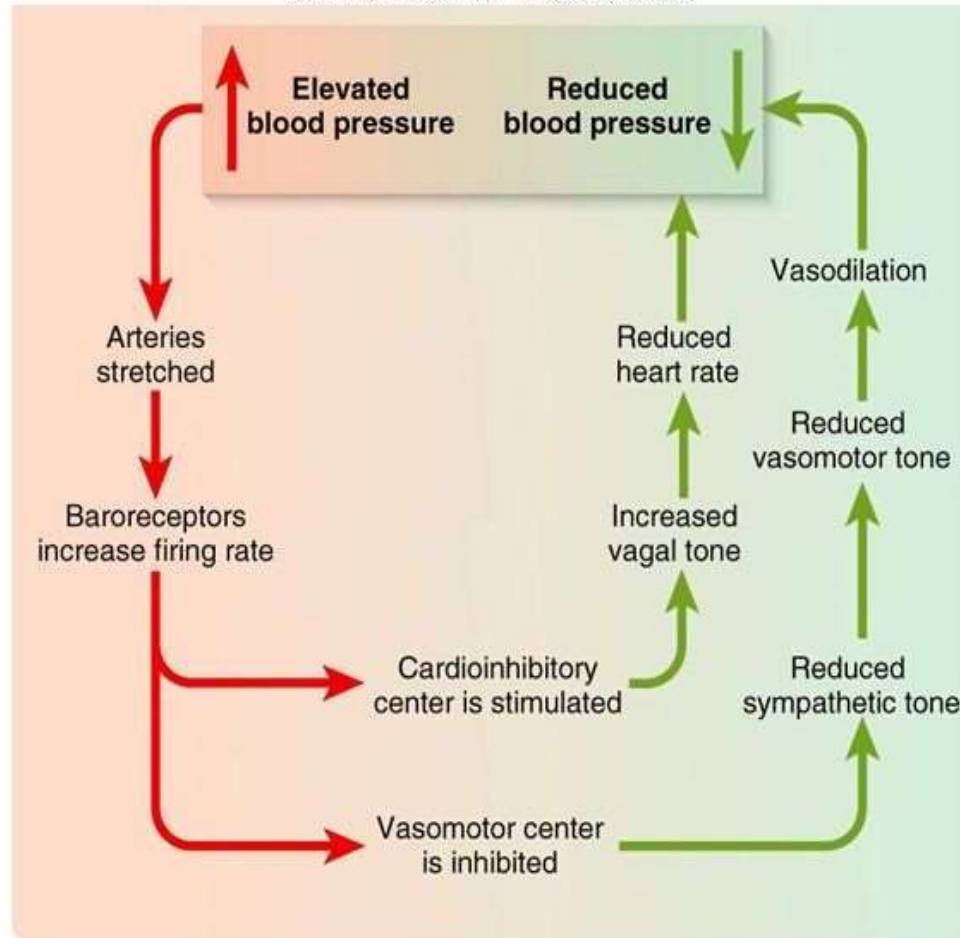 Elevated
blood pressure
Reduced
blood pressure
Arteries
stretched
Baroreceptors
increase firing rate
Cardioinhibitory
center is stimulated
Vasomotor center
is inhibited
Increased
vagal tone
Reduced
heart rate
Reduced
sympathetic tone
Reduced
vasomotor tone
Vasodilation